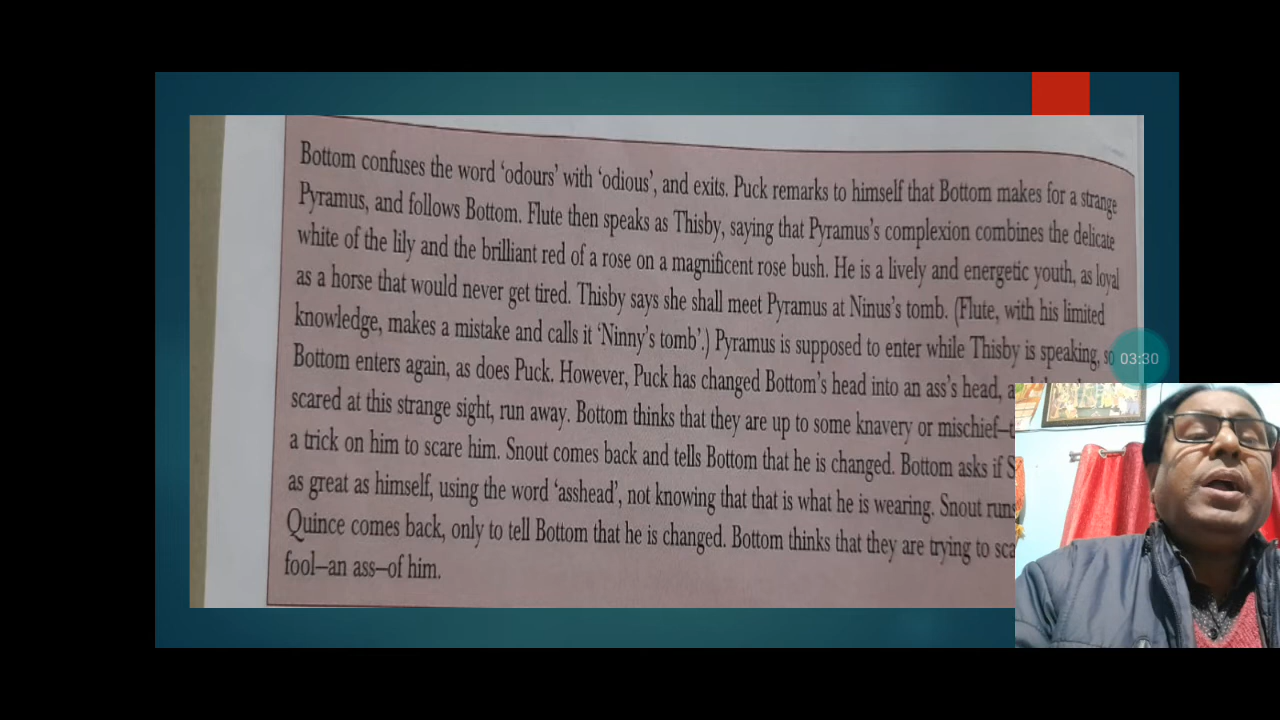 Bottom confuses the word ‘odours’ with ‘odious’, and exits. Puck remarks to himself that Bottom makes for a strange
Pyramus, and follows Bottom. Flute then speaks as Thisby, saying that Pyramus’s complexion combines the delicate
white of the lily and the brilliant red of a rose on a magnificent rose bush. He is a lively and energetic youth, as loyal
as a horse that would never get tired. Thisby says she shall meet Pyramus at Ninus’s tomb. (Flute, with his limited
knowledge, makes a mistake and calls it ‘Ninny’s tomb’.) Pyramus is supposed to enter while Thisby is speaking, so
03:30
Bottom enters again, as does Puck. However, Puck has changed Bottom’s head into an ass’s head,
scared at this strange sight, run away. Bottom thinks that they are up to some knavery or mischief—
a trick on him to scare him. Snout comes back and tells Bottom that he is changed. Bottom asks if
as great as himself, using the word ‘asshead’, not knowing that that is what he is wearing. Snout runs
Quince comes back, only to tell Bottom that he is changed. Bottom thinks that they are trying to
fool—an ass—of him.